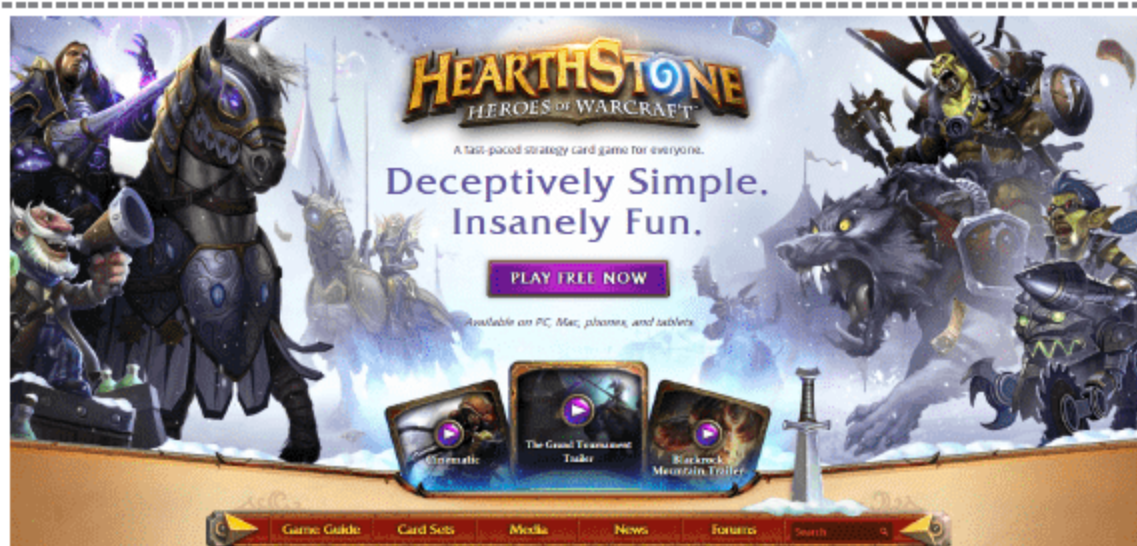 HEARTHSTONE
HEROES OF WARCRAFT
A fast-paced strategy card game for everyone.
Deceptively Simple.
Insanely Fun.
PLAY FREE NOW
Available on PC, Mac, phones, and tablets
Cinematic
The Grand Tournament
Trailer
Blackrock
Mountain Trailer
Game Guide Card Sets Media News Forums Search